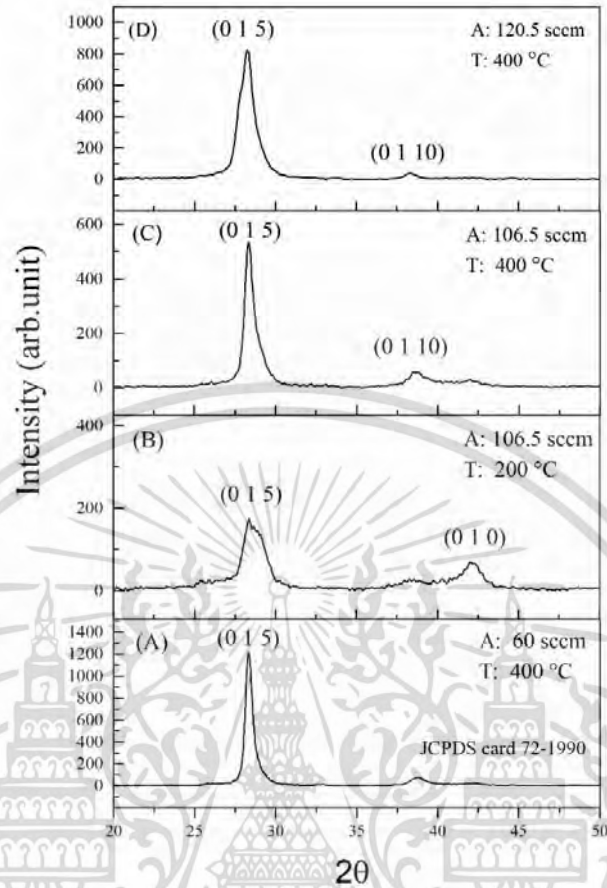 Intensity (arb.unit)
(D)
(0 1 5)
(0 1 10)
A: 120.5 sccm
T: 400 °C
1000
800
600
400
200
0
(C)
(0 1 5)
(0 1 10)
A: 106.5 sccm
T: 400 °C
600
400
200
0
(B)
(0 1 5)
(0 1 0)
A: 106.5 sccm
T: 200 °C
400
200
0
(A)
(0 1 5)
A: 60 sccm
T: 400 °C
JCPDS card 72-1990
1400
1200
1000
800
600
400
200
0
20 25 30 35 40 45 50
2θ